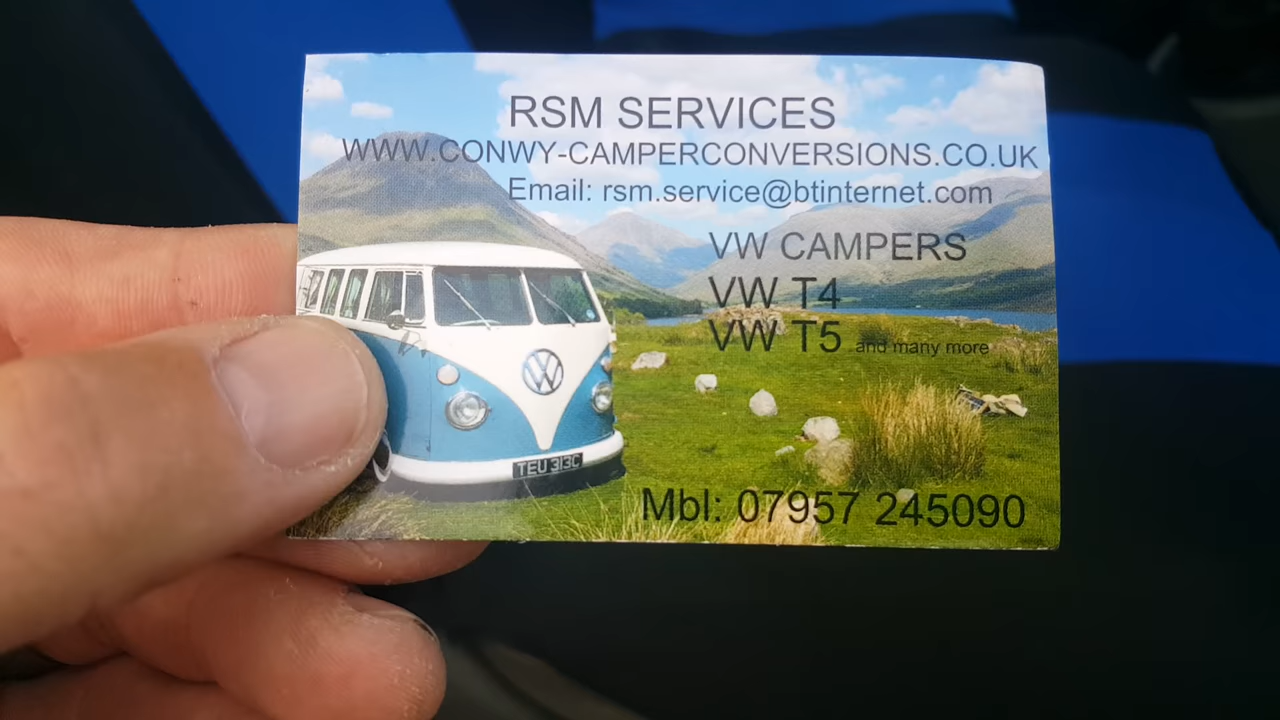 RSM SERVICES
WWW.CONWY-CAMPERCONVERSIONS.CO.UK
Email: rsm.service@btinternet.com
VW CAMPERS
VW T4
VW T5 and many more
TEU 313C
Mbl: 07957 245090